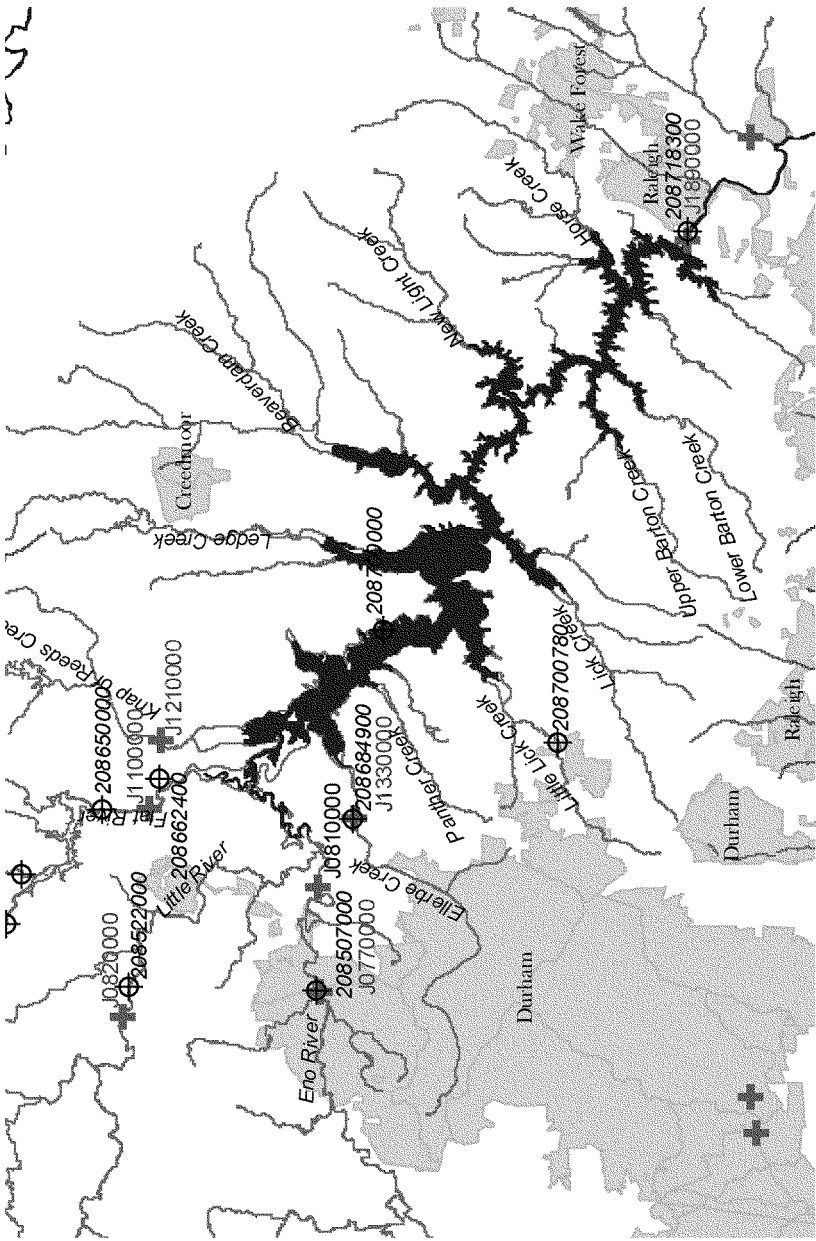 Wake Forest
Raleigh
208718300
J1890000
Horse Creek
New Light Creek
Beaverdam Creek
Creedmoor
Ledge Creek
Upper Barton Creek
Lower Barton Creek
Knap of Reeds
J1210000
208650000
J1100000
Flat River
208662400
Little River
208700780
Lick Creek
Little Lick Creek
Panther Creek
208684900
J1330000
J0810000
Ellerbe Creek
J0820000
208522000
208507000
J0770000
Eno River
Durham
Durham
Raleigh